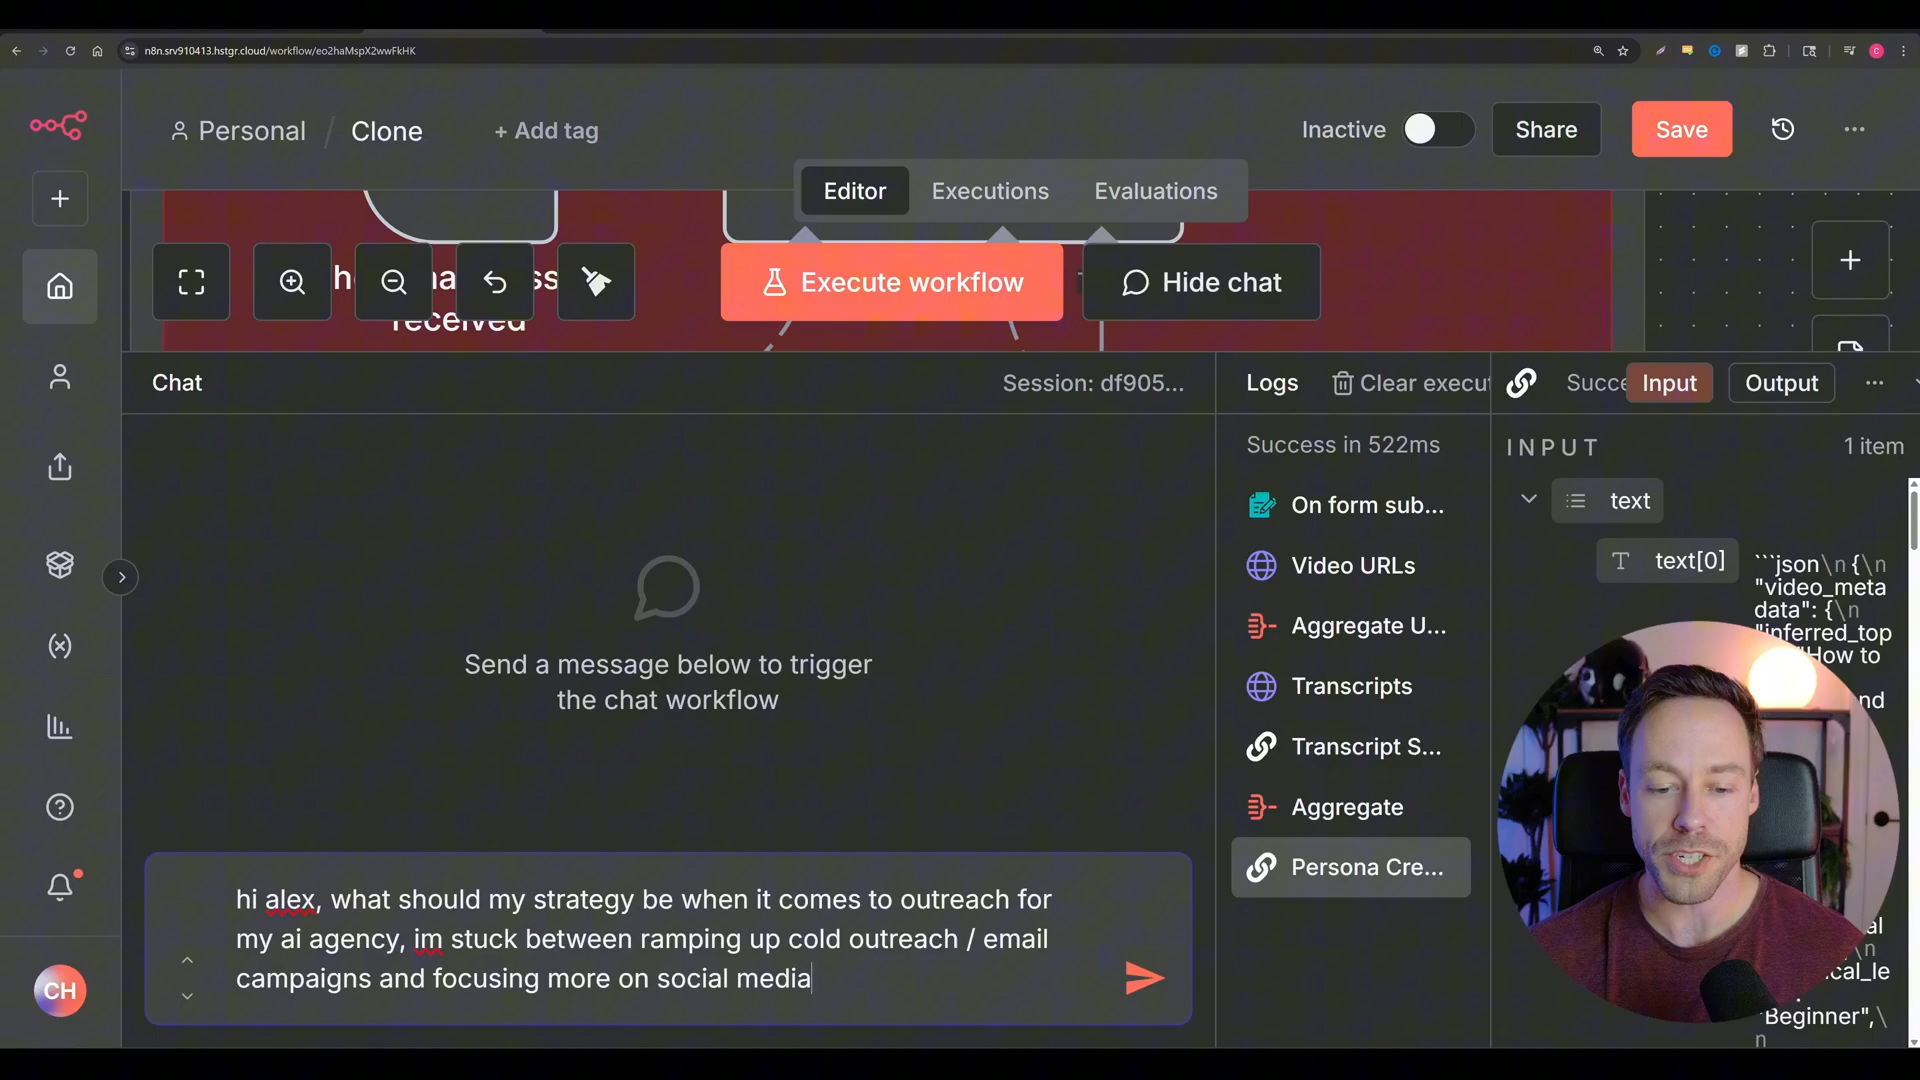 n8n.srv910413.hstgr.cloud/workflow/eo2haMspX2wwFkHK
Personal / Clone + Add tag
Inactive Share Save
Editor Executions Evaluations
received
Execute workflow
Hide chat
Chat
Session: df905...
Send a message below to trigger
the chat workflow
hi alex, what should my strategy be when it comes to outreach for
my ai agency, im stuck between ramping up cold outreach / email
campaigns and focusing more on social media
CH
Logs
Clear execut
Success in 522ms
On form sub...
Video URLs
Aggregate U...
Transcripts
Transcript S...
Aggregate
Persona Cre...
Succe
Input
Output
INPUT
1 item
text
text[0]
```json\n {\n
"video_meta
data": {\n
"inferred_top
"How to
nd
"Beginner",\
n